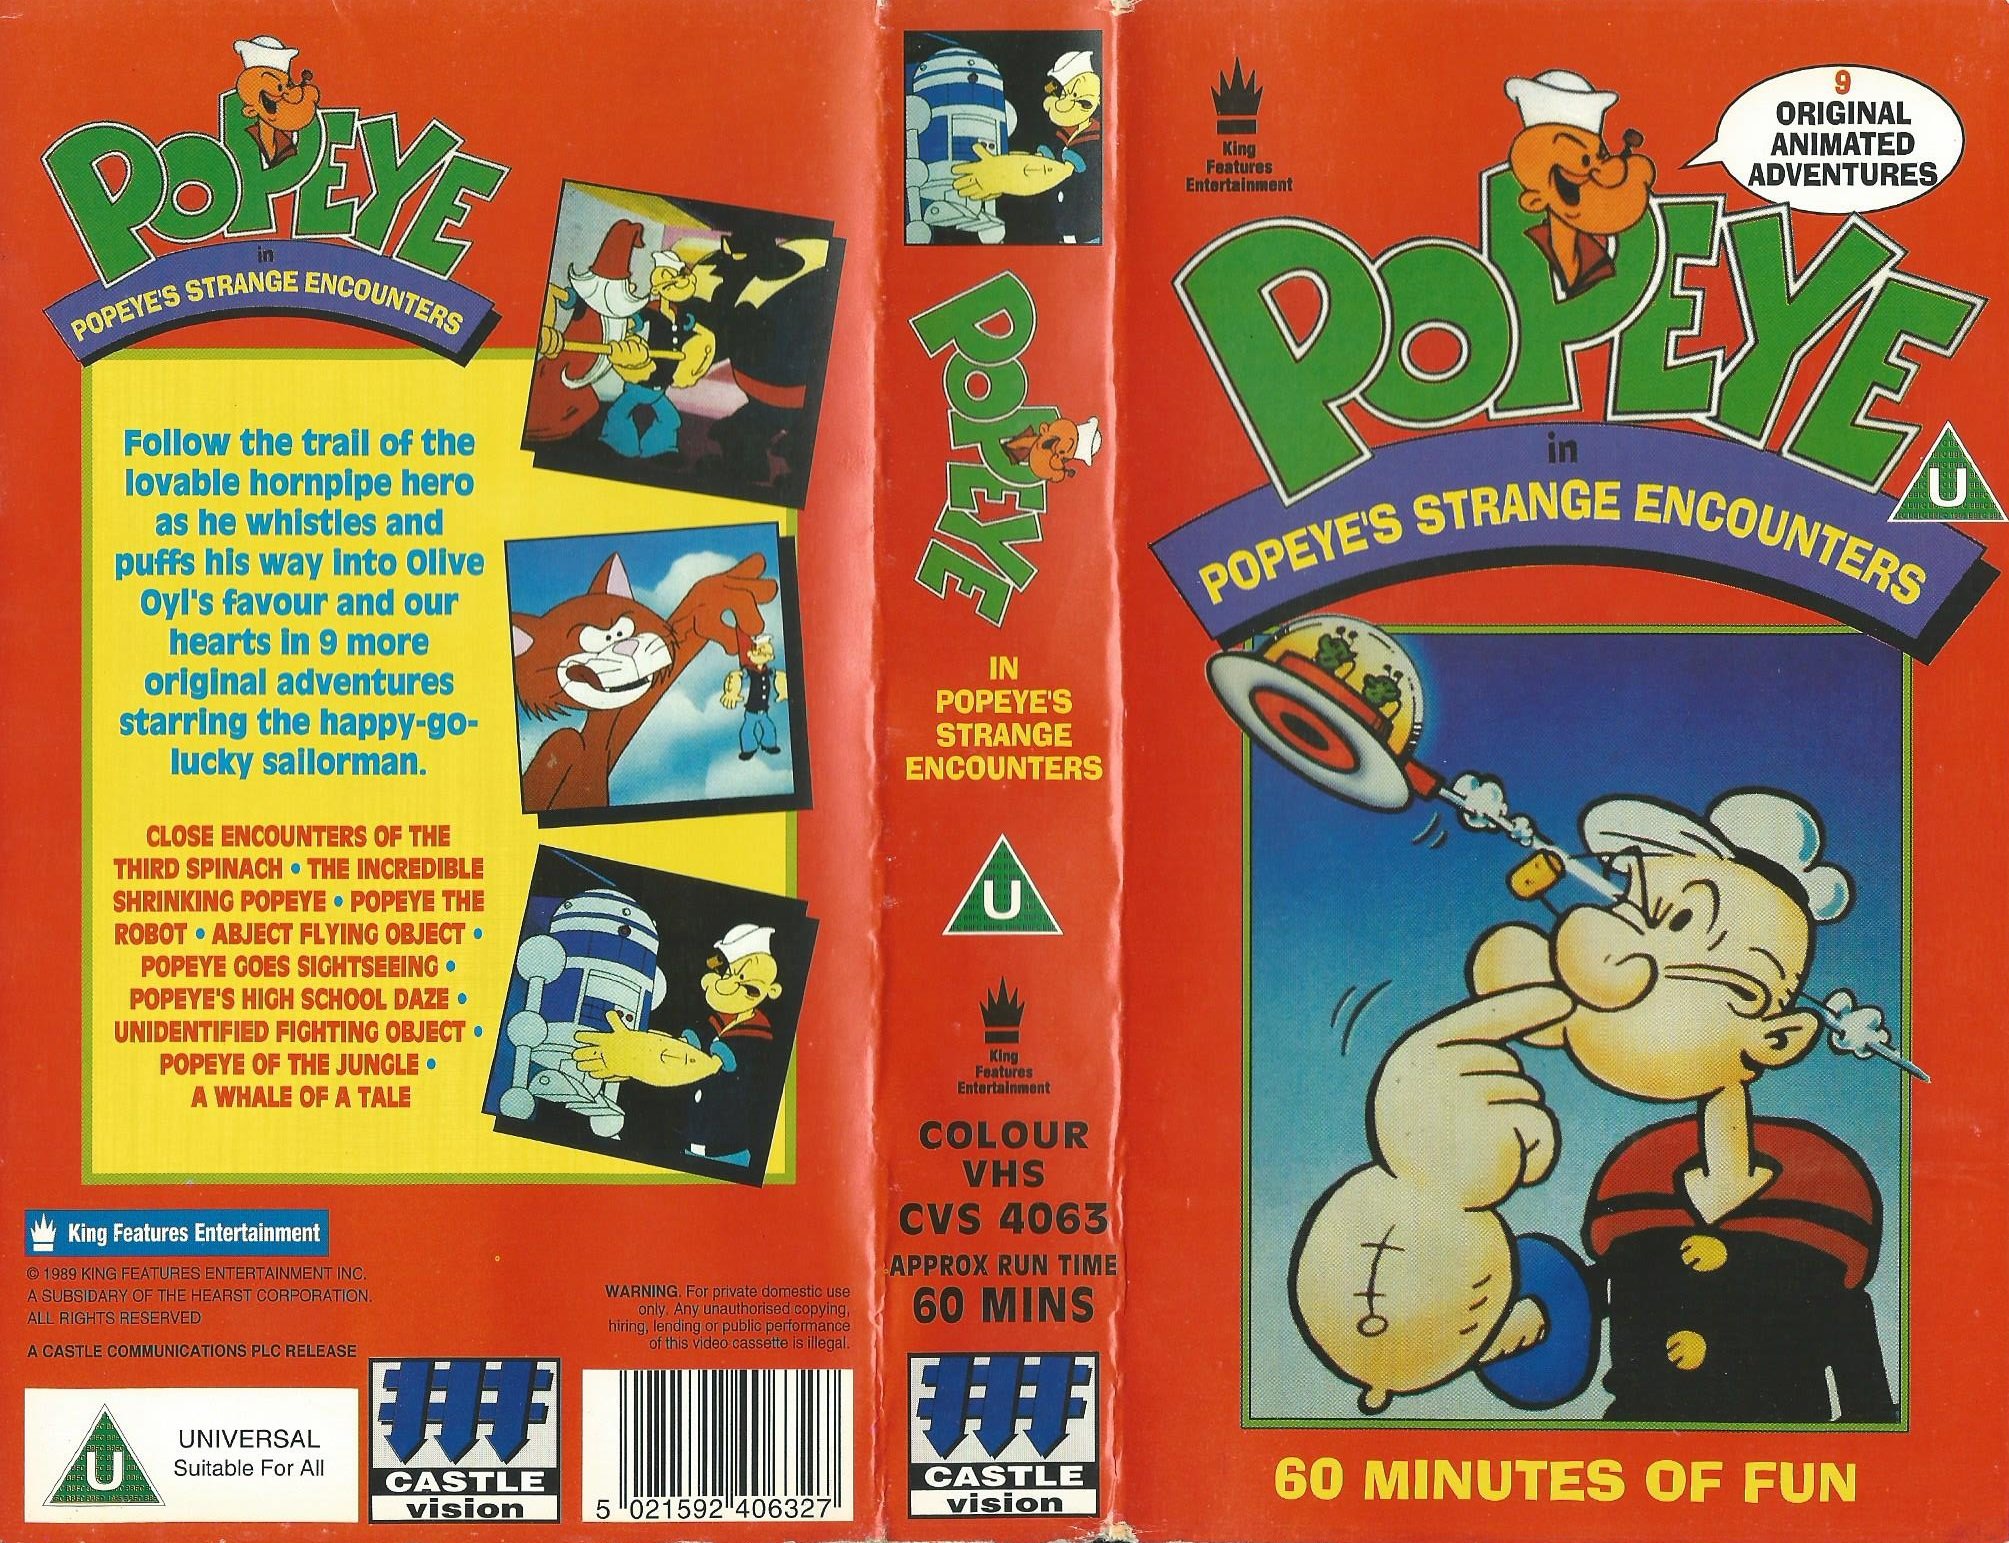 POPEYE
in
POPEYE'S STRANGE ENCOUNTERS
Follow the trail of the
lovable hornpipe hero
as he whistles and
puffs his way into Olive
Oyl's favour and our
hearts in 9 more
original adventures
starring the happy-go-
lucky sailorman.
CLOSE ENCOUNTERS OF THE
THIRD SPINACH • THE INCREDIBLE
SHRINKING POPEYE • POPEYE THE
ROBOT • ABJECT FLYING OBJECT •
POPEYE GOES SIGHTSEEING •
POPEYE'S HIGH SCHOOL DAZE •
UNIDENTIFIED FIGHTING OBJECT •
POPEYE OF THE JUNGLE •
A WHALE OF A TALE
King Features Entertainment
© 1989 KING FEATURES ENTERTAINMENT INC.
A SUBSIDARY OF THE HEARST CORPORATION.
ALL RIGHTS RESERVED
A CASTLE COMMUNICATIONS PLC RELEASE
U
UNIVERSAL
Suitable For All
CASTLE
vision
WARNING. For private domestic use
only. Any unauthorised copying,
hiring, lending or public performance
of this video cassette is illegal.
5 021592 406327
POPEYE
IN
POPEYE'S
STRANGE
ENCOUNTERS
U
King
Features
Entertainment
COLOUR
VHS
CVS 4063
APPROX RUN TIME
60 MINS
CASTLE
vision
King
Features
Entertainment
9
ORIGINAL
ANIMATED
ADVENTURES
POPEYE
in
POPEYE'S STRANGE ENCOUNTERS
U
60 MINUTES OF FUN